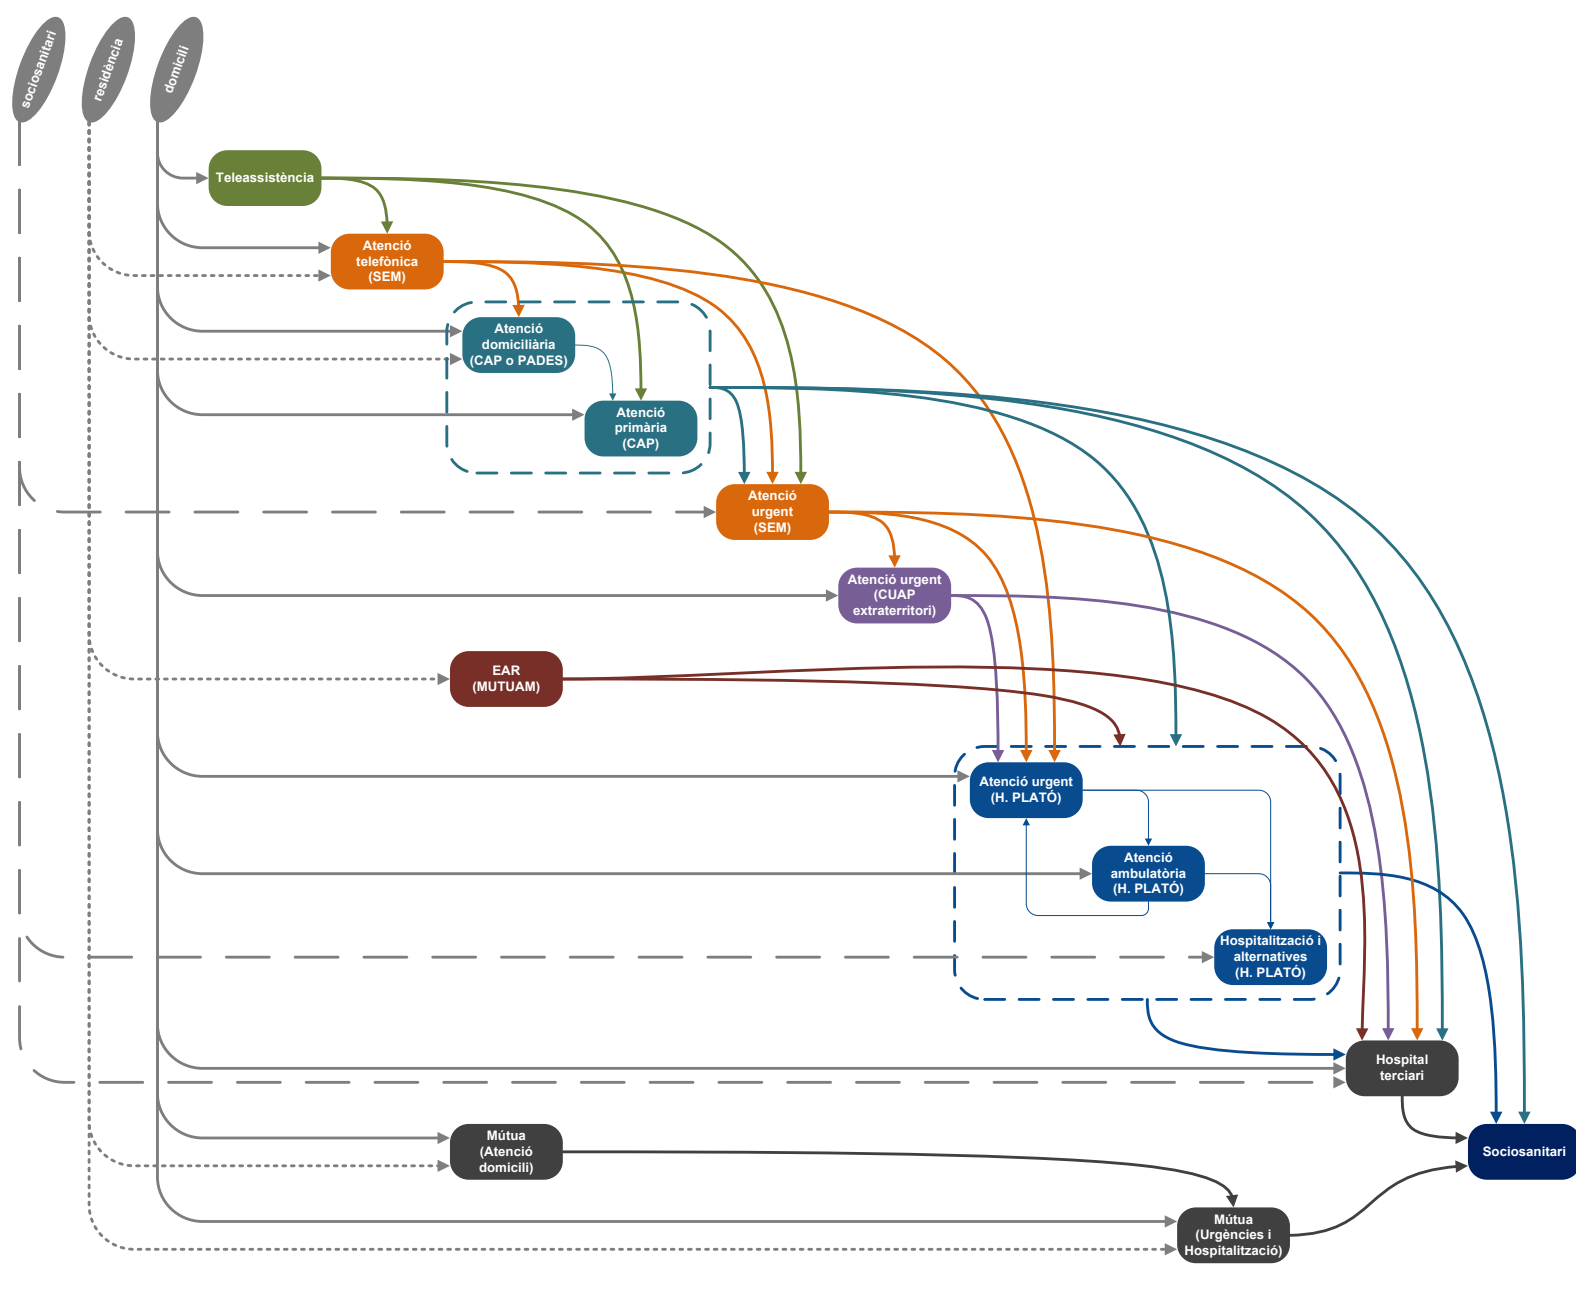 sociosanitari
residència
domicili
Teleassistència
Atenció
telefònica
(SEM)
Atenció
domiciliària
(CAP o PADES)
Atenció
primària
(CAP)
Atenció
urgent
(SEM)
Atenció urgent
(CUAP
extraterritori)
EAR
(MUTUAM)
Atenció urgent
(H. PLATÓ)
Atenció
ambulatòria
(H. PLATÓ)
Hospitalització i
alternatives
(H. PLATÓ)
Hospital
terciari
Mútua
(Atenció
domicili)
Sociosanitari
Mútua
(Urgències i
Hospitalització)